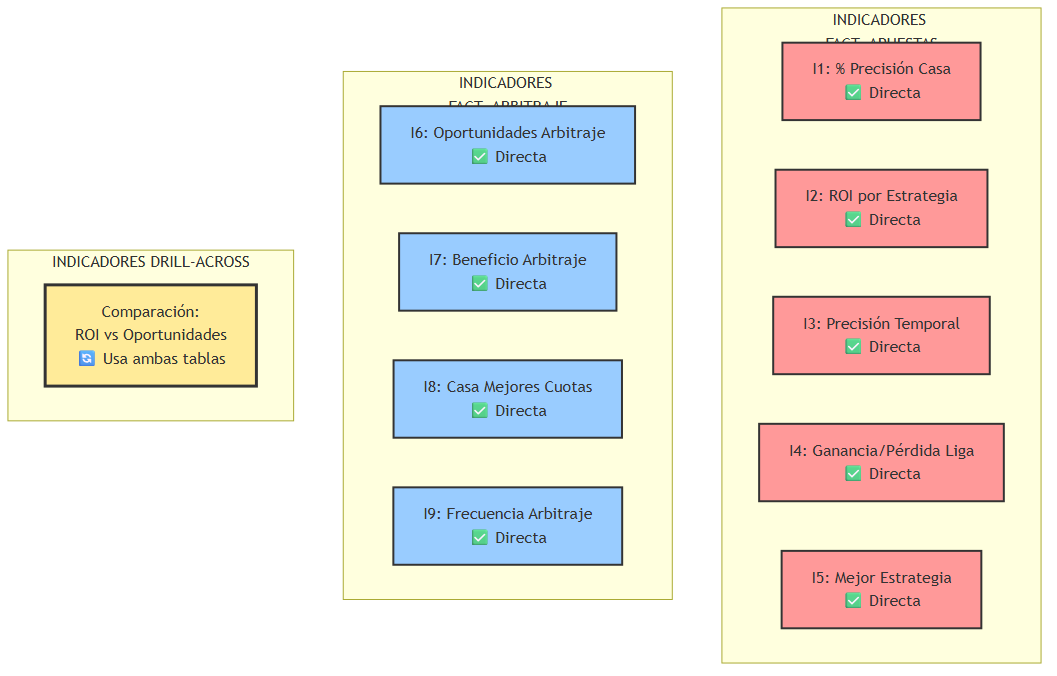 INDICADORES DRILL-ACROSS
Comparación:
ROI vs Oportunidades
🔄 Usa ambas tablas
INDICADORES
FACT_ARBITRAJE
I6: Oportunidades Arbitraje
✅ Directa
I7: Beneficio Arbitraje
✅ Directa
I8: Casa Mejores Cuotas
✅ Directa
I9: Frecuencia Arbitraje
✅ Directa
INDICADORES
FACT_APUESTAS
I1: % Precisión Casa
✅ Directa
I2: ROI por Estrategia
✅ Directa
I3: Precisión Temporal
✅ Directa
I4: Ganancia/Pérdida Liga
✅ Directa
I5: Mejor Estrategia
✅ Directa